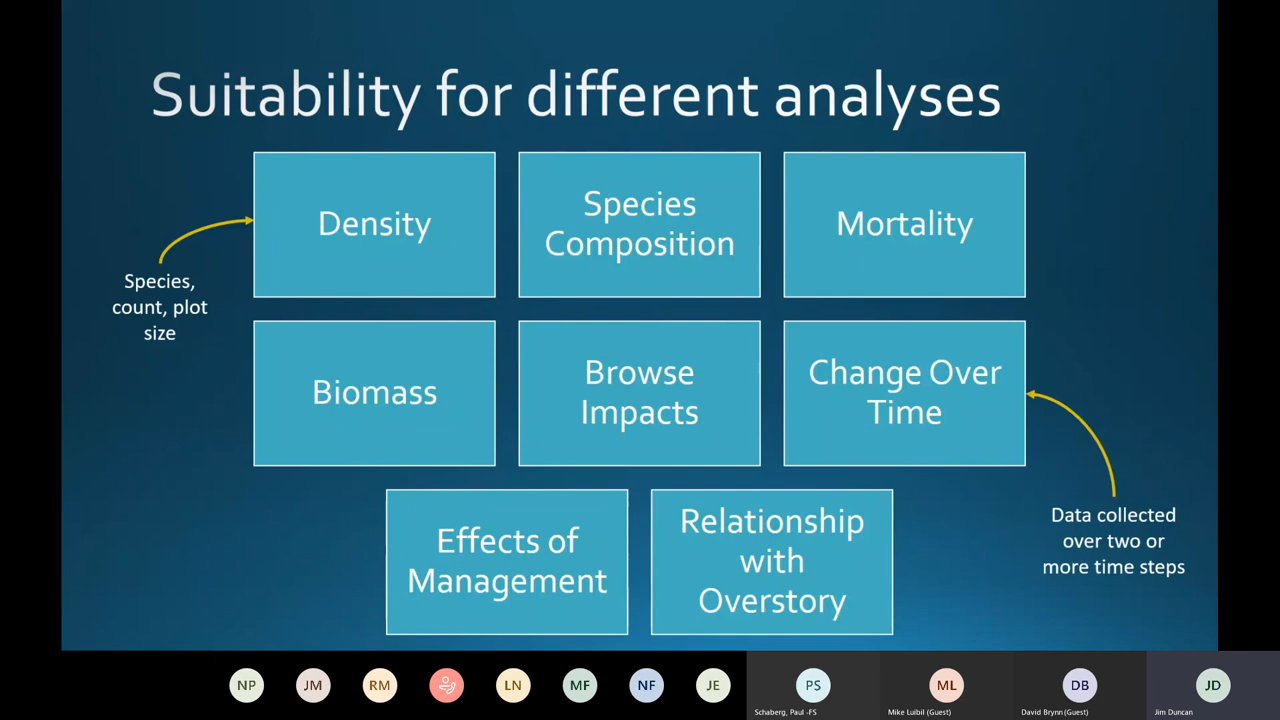 Suitability for different analyses
Density
Species
Composition
Mortality
Species,
count, plot
size
Biomass
Browse
Impacts
Change Over
Time
Data collected
over two or
more time steps
Effects of
Management
Relationship
with
Overstory
NP
JM
RM
LN
MF
NF
JE
PS
ML
DB
JD
Schaberg, Paul -FS
Mike Luibil (Guest)
David Brynn (Guest)
Jim Duncan